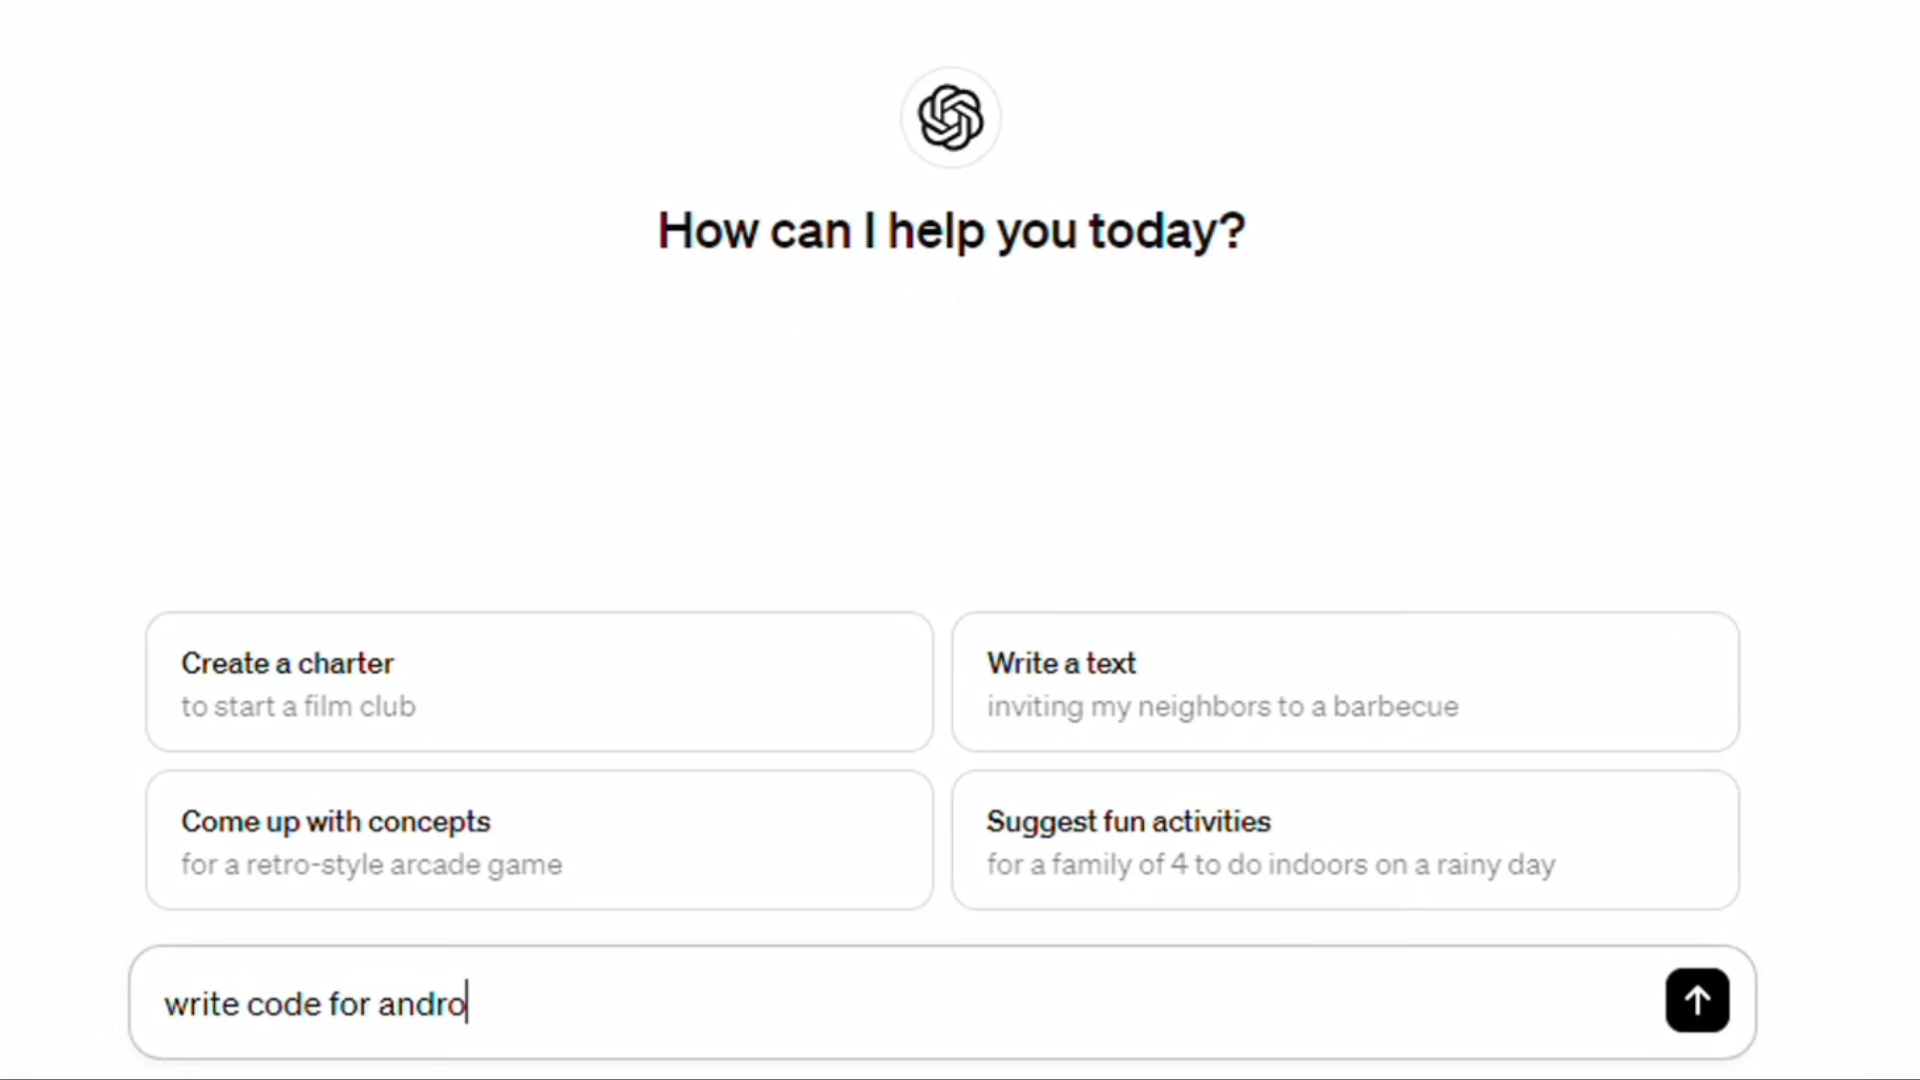 How can I help you today?
Create a charter
to start a film club
Write a text
inviting my neighbors to a barbecue
Come up with concepts
for a retro-style arcade game
Suggest fun activities
for a family of 4 to do indoors on a rainy day
write code for andro